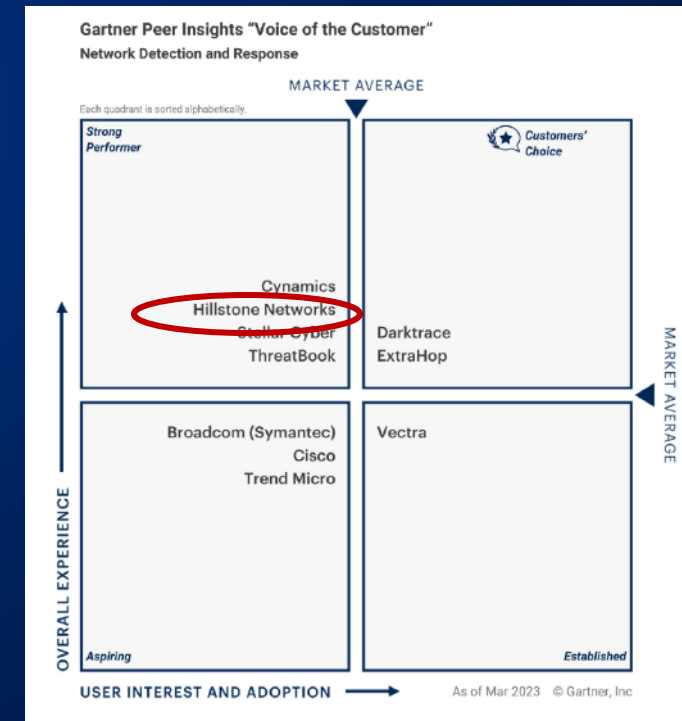 Gartner Peer Insights “Voice of the Customer”
Network Detection and Response
MARKET AVERAGE
Each quadrant is sorted alphabetically.
Strong
Performer
Customers’
Choice
Cynamics
Hillstone Networks
Stellar Cyber
ThreatBook
Darktrace
ExtraHop
MARKET AVERAGE
Broadcom (Symantec)
Cisco
Trend Micro
Vectra
OVERALL EXPERIENCE
Aspiring
Established
USER INTEREST AND ADOPTION
As of Mar 2023 © Gartner, Inc